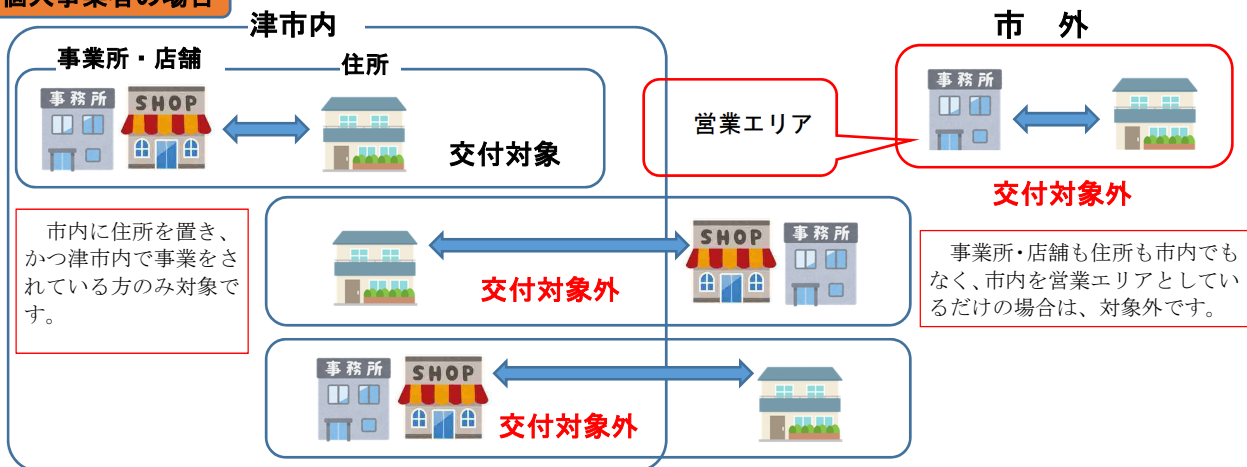 個人事業者の場合
津市内
市 外
事業所・店舗
住所
事務所
SHOP
交付対象
営業エリア
事務所
交付対象外
市内に住所を置き、
かつ津市内で事業をさ
れている方のみ対象で
す。
SHOP
事務所
交付対象外
事業所・店舗も住所も市内でも
なく、市内を営業エリアとしてい
るだけの場合は、対象外です。
事務所
SHOP
交付対象外